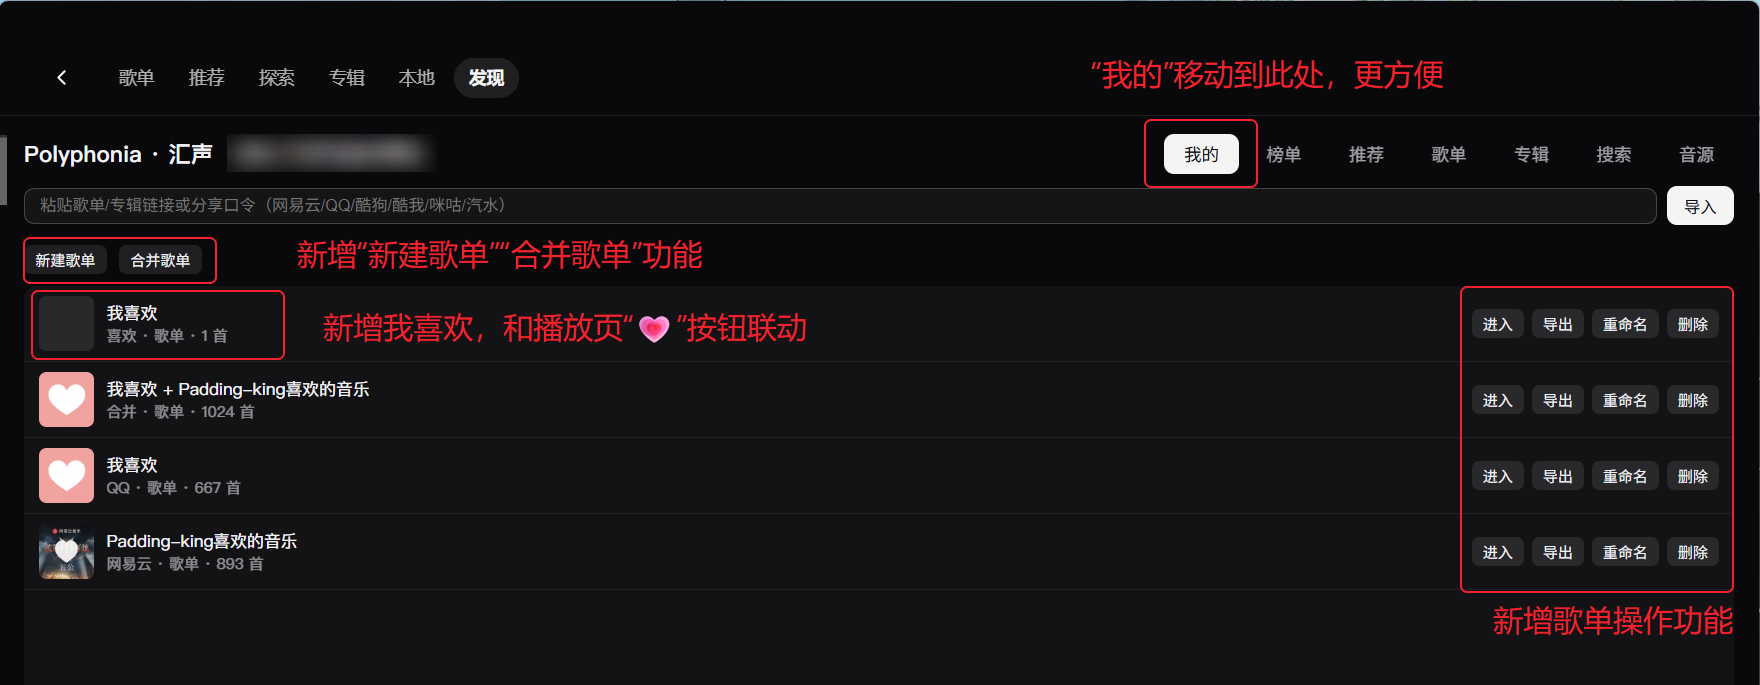 “我的”移动到此处，更方便
歌单 推荐 探索 专辑 本地 发现
Polyphonia · 汇声
我的 榜单 推荐 歌单 专辑 搜索 音源
粘贴歌单/专辑链接或分享口令（网易云/QQ/酷狗/酷我/咪咕/汽水）
导入
新建歌单 合并歌单
新增“新建歌单”“合并歌单”功能
我喜欢
喜欢 · 歌单 · 1 首
新增我喜欢，和播放页“💗”按钮联动
进入 导出 重命名 删除
我喜欢 + Padding-king喜欢的音乐
合并 · 歌单 · 1024 首
进入 导出 重命名 删除
我喜欢
QQ · 歌单 · 667 首
进入 导出 重命名 删除
Padding-king喜欢的音乐
网易云 · 歌单 · 893 首
进入 导出 重命名 删除
新增歌单操作功能